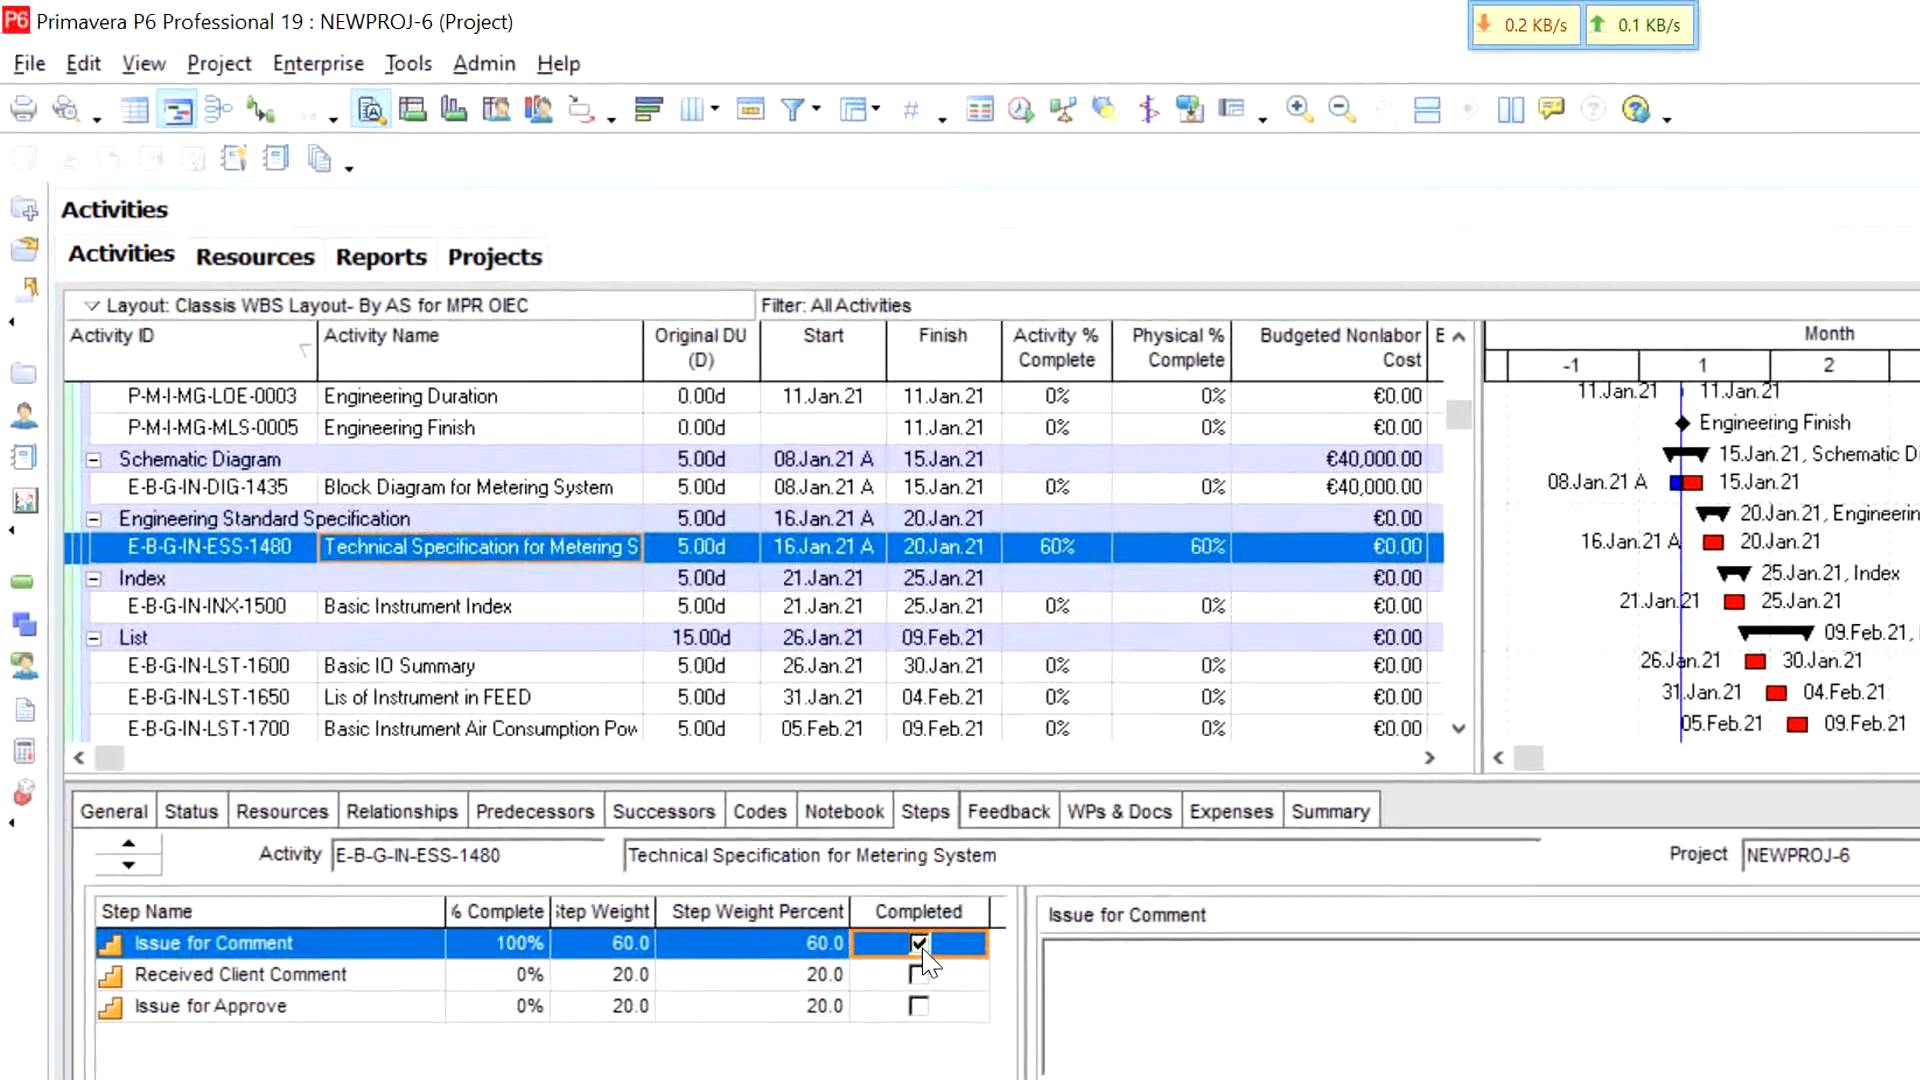 P6 Primavera P6 Professional 19 : NEWPROJ-6 (Project)
0.2 KB/s 0.1 KB/s
File Edit View Project Enterprise Tools Admin Help
Activities
Activities Resources Reports Projects
Layout: Classis WBS Layout- By AS for MPR OIEC Filter: All Activities
Activity ID Activity Name Original DU (D) Start Finish Activity % Complete Physical % Complete Budgeted Nonlabor Cost E
P-M-I-MG-LOE-0003 Engineering Duration 0.00d 11.Jan.21 11.Jan.21 0% 0% €0.00
P-M-I-MG-MLS-0005 Engineering Finish 0.00d 11.Jan.21 0% 0% €0.00
Schematic Diagram 5.00d 08.Jan.21 A 15.Jan.21 €40,000.00
E-B-G-IN-DIG-1435 Block Diagram for Metering System 5.00d 08.Jan.21 A 15.Jan.21 0% 0% €40,000.00
Engineering Standard Specification 5.00d 16.Jan.21 A 20.Jan.21 €0.00
E-B-G-IN-ESS-1480 Technical Specification for Metering S 5.00d 16.Jan.21 A 20.Jan.21 60% 60% €0.00
Index 5.00d 21.Jan.21 25.Jan.21 €0.00
E-B-G-IN-INX-1500 Basic Instrument Index 5.00d 21.Jan.21 25.Jan.21 0% 0% €0.00
List 15.00d 26.Jan.21 09.Feb.21 €0.00
E-B-G-IN-LST-1600 Basic IO Summary 5.00d 26.Jan.21 30.Jan.21 0% 0% €0.00
E-B-G-IN-LST-1650 Lis of Instrument in FEED 5.00d 31.Jan.21 04.Feb.21 0% 0% €0.00
E-B-G-IN-LST-1700 Basic Instrument Air Consumption Pow 5.00d 05.Feb.21 09.Feb.21 0% 0% €0.00
Month
-1 1 2
11.Jan.21 11.Jan.21
Engineering Finish
15.Jan.21, Schematic Di
08.Jan.21 A 15.Jan.21
20.Jan.21, Engineerin
16.Jan.21 A 20.Jan.21
25.Jan.21, Index
21.Jan.21 25.Jan.21
09.Feb.21,
26.Jan.21 30.Jan.21
31.Jan.21 04.Feb.21
05.Feb.21 09.Feb.21
General Status Resources Relationships Predecessors Successors Codes Notebook Steps Feedback WPs & Docs Expenses Summary
Activity E-B-G-IN-ESS-1480 Technical Specification for Metering System Project NEWPROJ-6
Step Name % Complete Step Weight Step Weight Percent Completed
Issue for Comment 100% 60.0 60.0
Received Client Comment 0% 20.0 20.0
Issue for Approve 0% 20.0 20.0
Issue for Comment